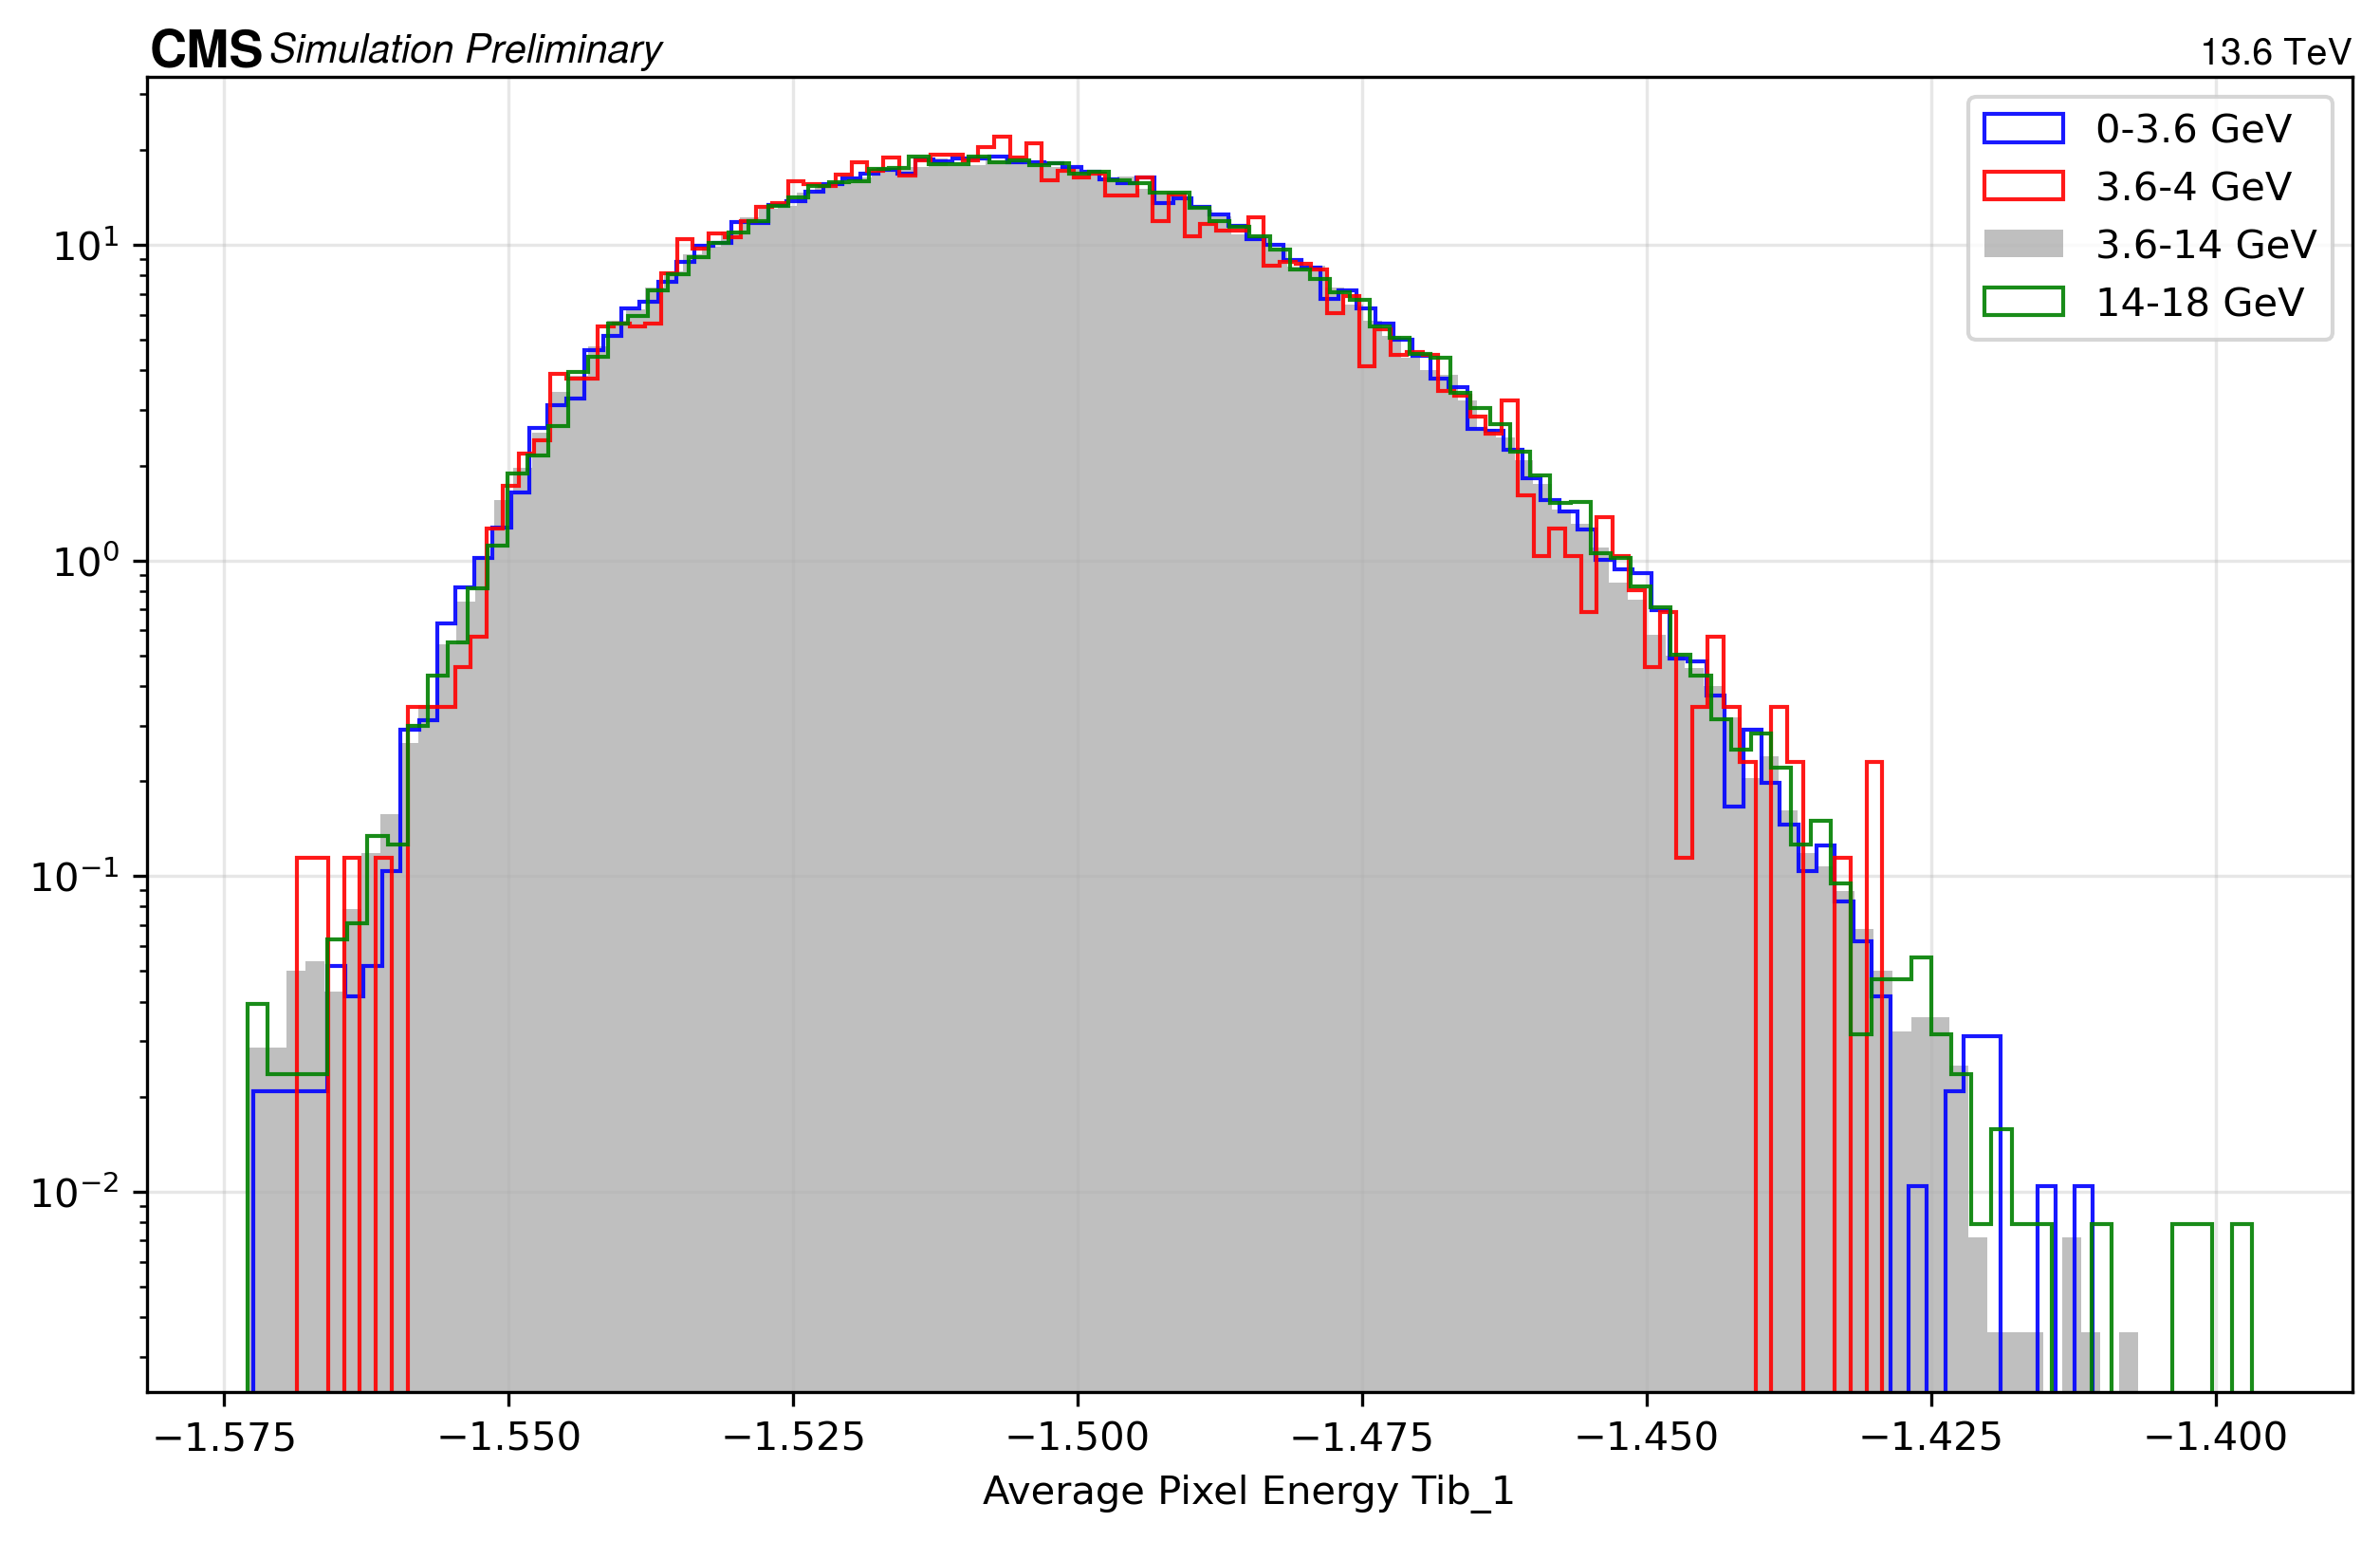 CMS Simulation Preliminary
13.6 TeV
0-3.6 GeV
3.6-4 GeV
3.6-14 GeV
14-18 GeV
10¹
10⁰
10⁻¹
10⁻²
−1.575 −1.550 −1.525 −1.500 −1.475 −1.450 −1.425 −1.400
Average Pixel Energy Tib_1